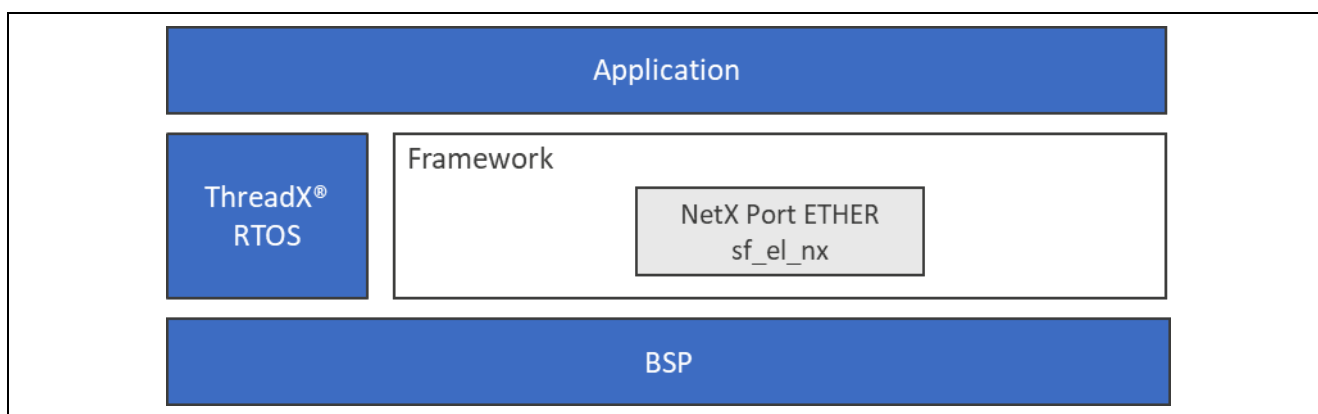 Application
ThreadX®
RTOS
Framework
NetX Port ETHER
sf_el_nx
BSP